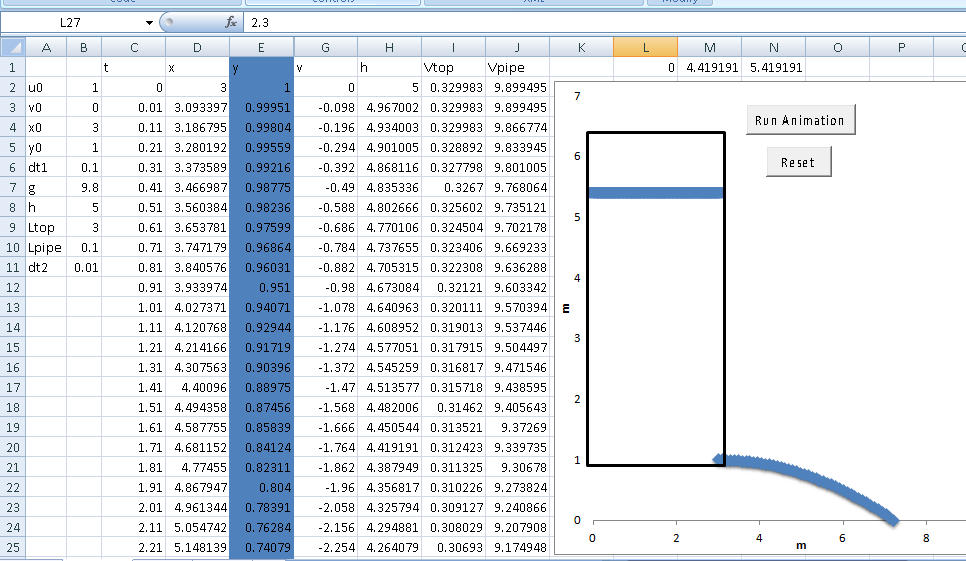 Code Controls XML Modify
L27 fx 2.3
A B C D E G H I J K L M N O P
1 t x y v h Vtop Vpipe 0 4.419191 5.419191
2 u0 1 0 3 1 0 5 0.329983 9.899495
3 v0 0 0.01 3.093397 0.99951 -0.098 4.967002 0.329983 9.899495
4 x0 3 0.11 3.186795 0.99804 -0.196 4.934003 0.329983 9.866774
5 y0 1 0.21 3.280192 0.99559 -0.294 4.901005 0.328892 9.833945
6 dt1 0.1 0.31 3.373589 0.99216 -0.392 4.868116 0.327798 9.801005
7 g 9.8 0.41 3.466987 0.98775 -0.49 4.835336 0.3267 9.768064
8 h 5 0.51 3.560384 0.98236 -0.588 4.802666 0.325602 9.735121
9 Ltop 3 0.61 3.653781 0.97599 -0.686 4.770106 0.324504 9.702178
10 Lpipe 0.1 0.71 3.747179 0.96864 -0.784 4.737655 0.323406 9.669233
11 dt2 0.01 0.81 3.840576 0.96031 -0.882 4.705315 0.322308 9.636288
12 0.91 3.933974 0.951 -0.98 4.673084 0.32121 9.603342
13 1.01 4.027371 0.94071 -1.078 4.640963 0.320111 9.570394
14 1.11 4.120768 0.92944 -1.176 4.608952 0.319013 9.537446
15 1.21 4.214166 0.91719 -1.274 4.577051 0.317915 9.504497
16 1.31 4.307563 0.90396 -1.372 4.545259 0.316817 9.471546
17 1.41 4.40096 0.88975 -1.47 4.513577 0.315718 9.438595
18 1.51 4.494358 0.87456 -1.568 4.482006 0.31462 9.405643
19 1.61 4.587755 0.85839 -1.666 4.450544 0.313521 9.37269
20 1.71 4.681152 0.84124 -1.764 4.419191 0.312423 9.339735
21 1.81 4.77455 0.82311 -1.862 4.387949 0.311325 9.30678
22 1.91 4.867947 0.804 -1.96 4.356817 0.310226 9.273824
23 2.01 4.961344 0.78391 -2.058 4.325794 0.309127 9.240866
24 2.11 5.054742 0.76284 -2.156 4.294881 0.308029 9.207908
25 2.21 5.148139 0.74079 -2.254 4.264079 0.30693 9.174948
7
Run Animation
6
Reset
5
4
m
3
2
1
0
0 2 4 6 8
m